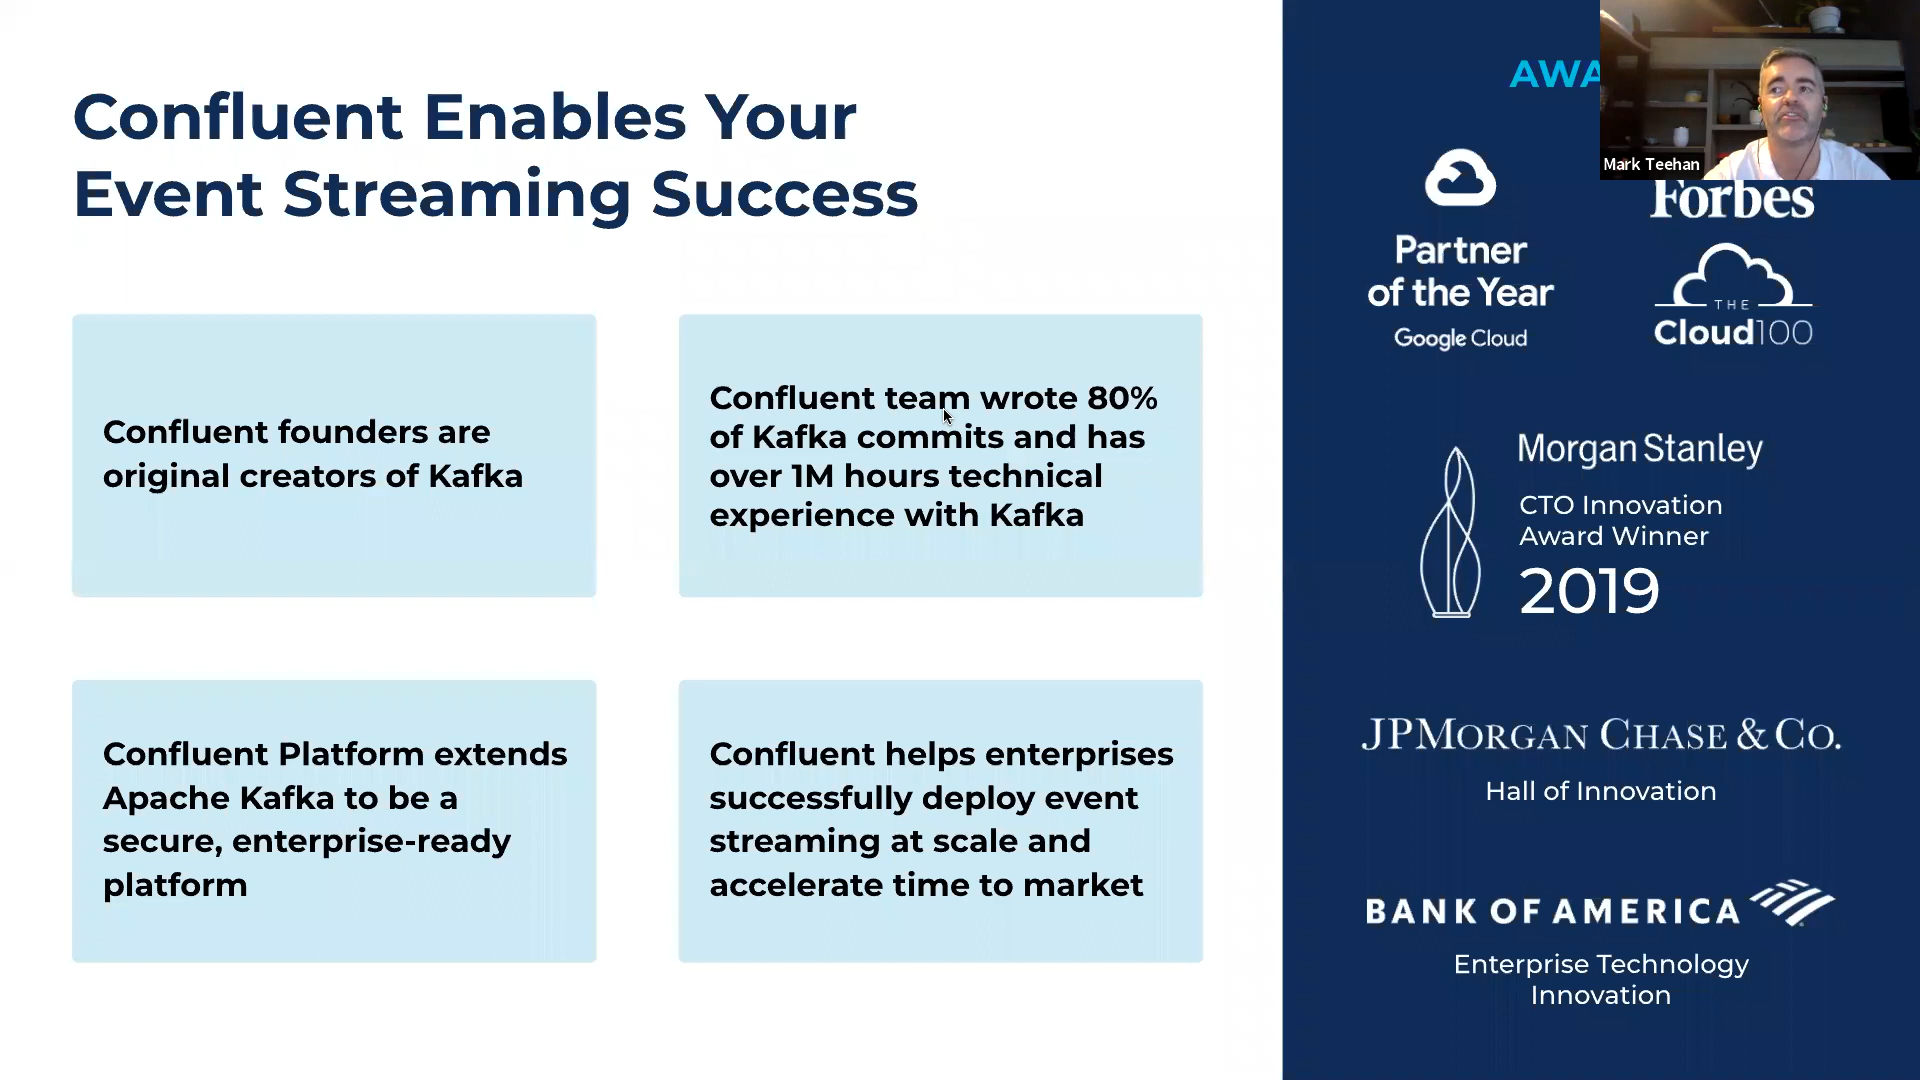 Confluent Enables Your
Event Streaming Success
Confluent founders are
original creators of Kafka
Confluent team wrote 80%
of Kafka commits and has
over 1M hours technical
experience with Kafka
Confluent Platform extends
Apache Kafka to be a
secure, enterprise-ready
platform
Confluent helps enterprises
successfully deploy event
streaming at scale and
accelerate time to market
Mark Teehan
Partner
of the Year
Google Cloud
Forbes
THE
Cloud100
Morgan Stanley
CTO Innovation
Award Winner
2019
JPMORGAN CHASE & CO.
Hall of Innovation
BANK OF AMERICA
Enterprise Technology
Innovation